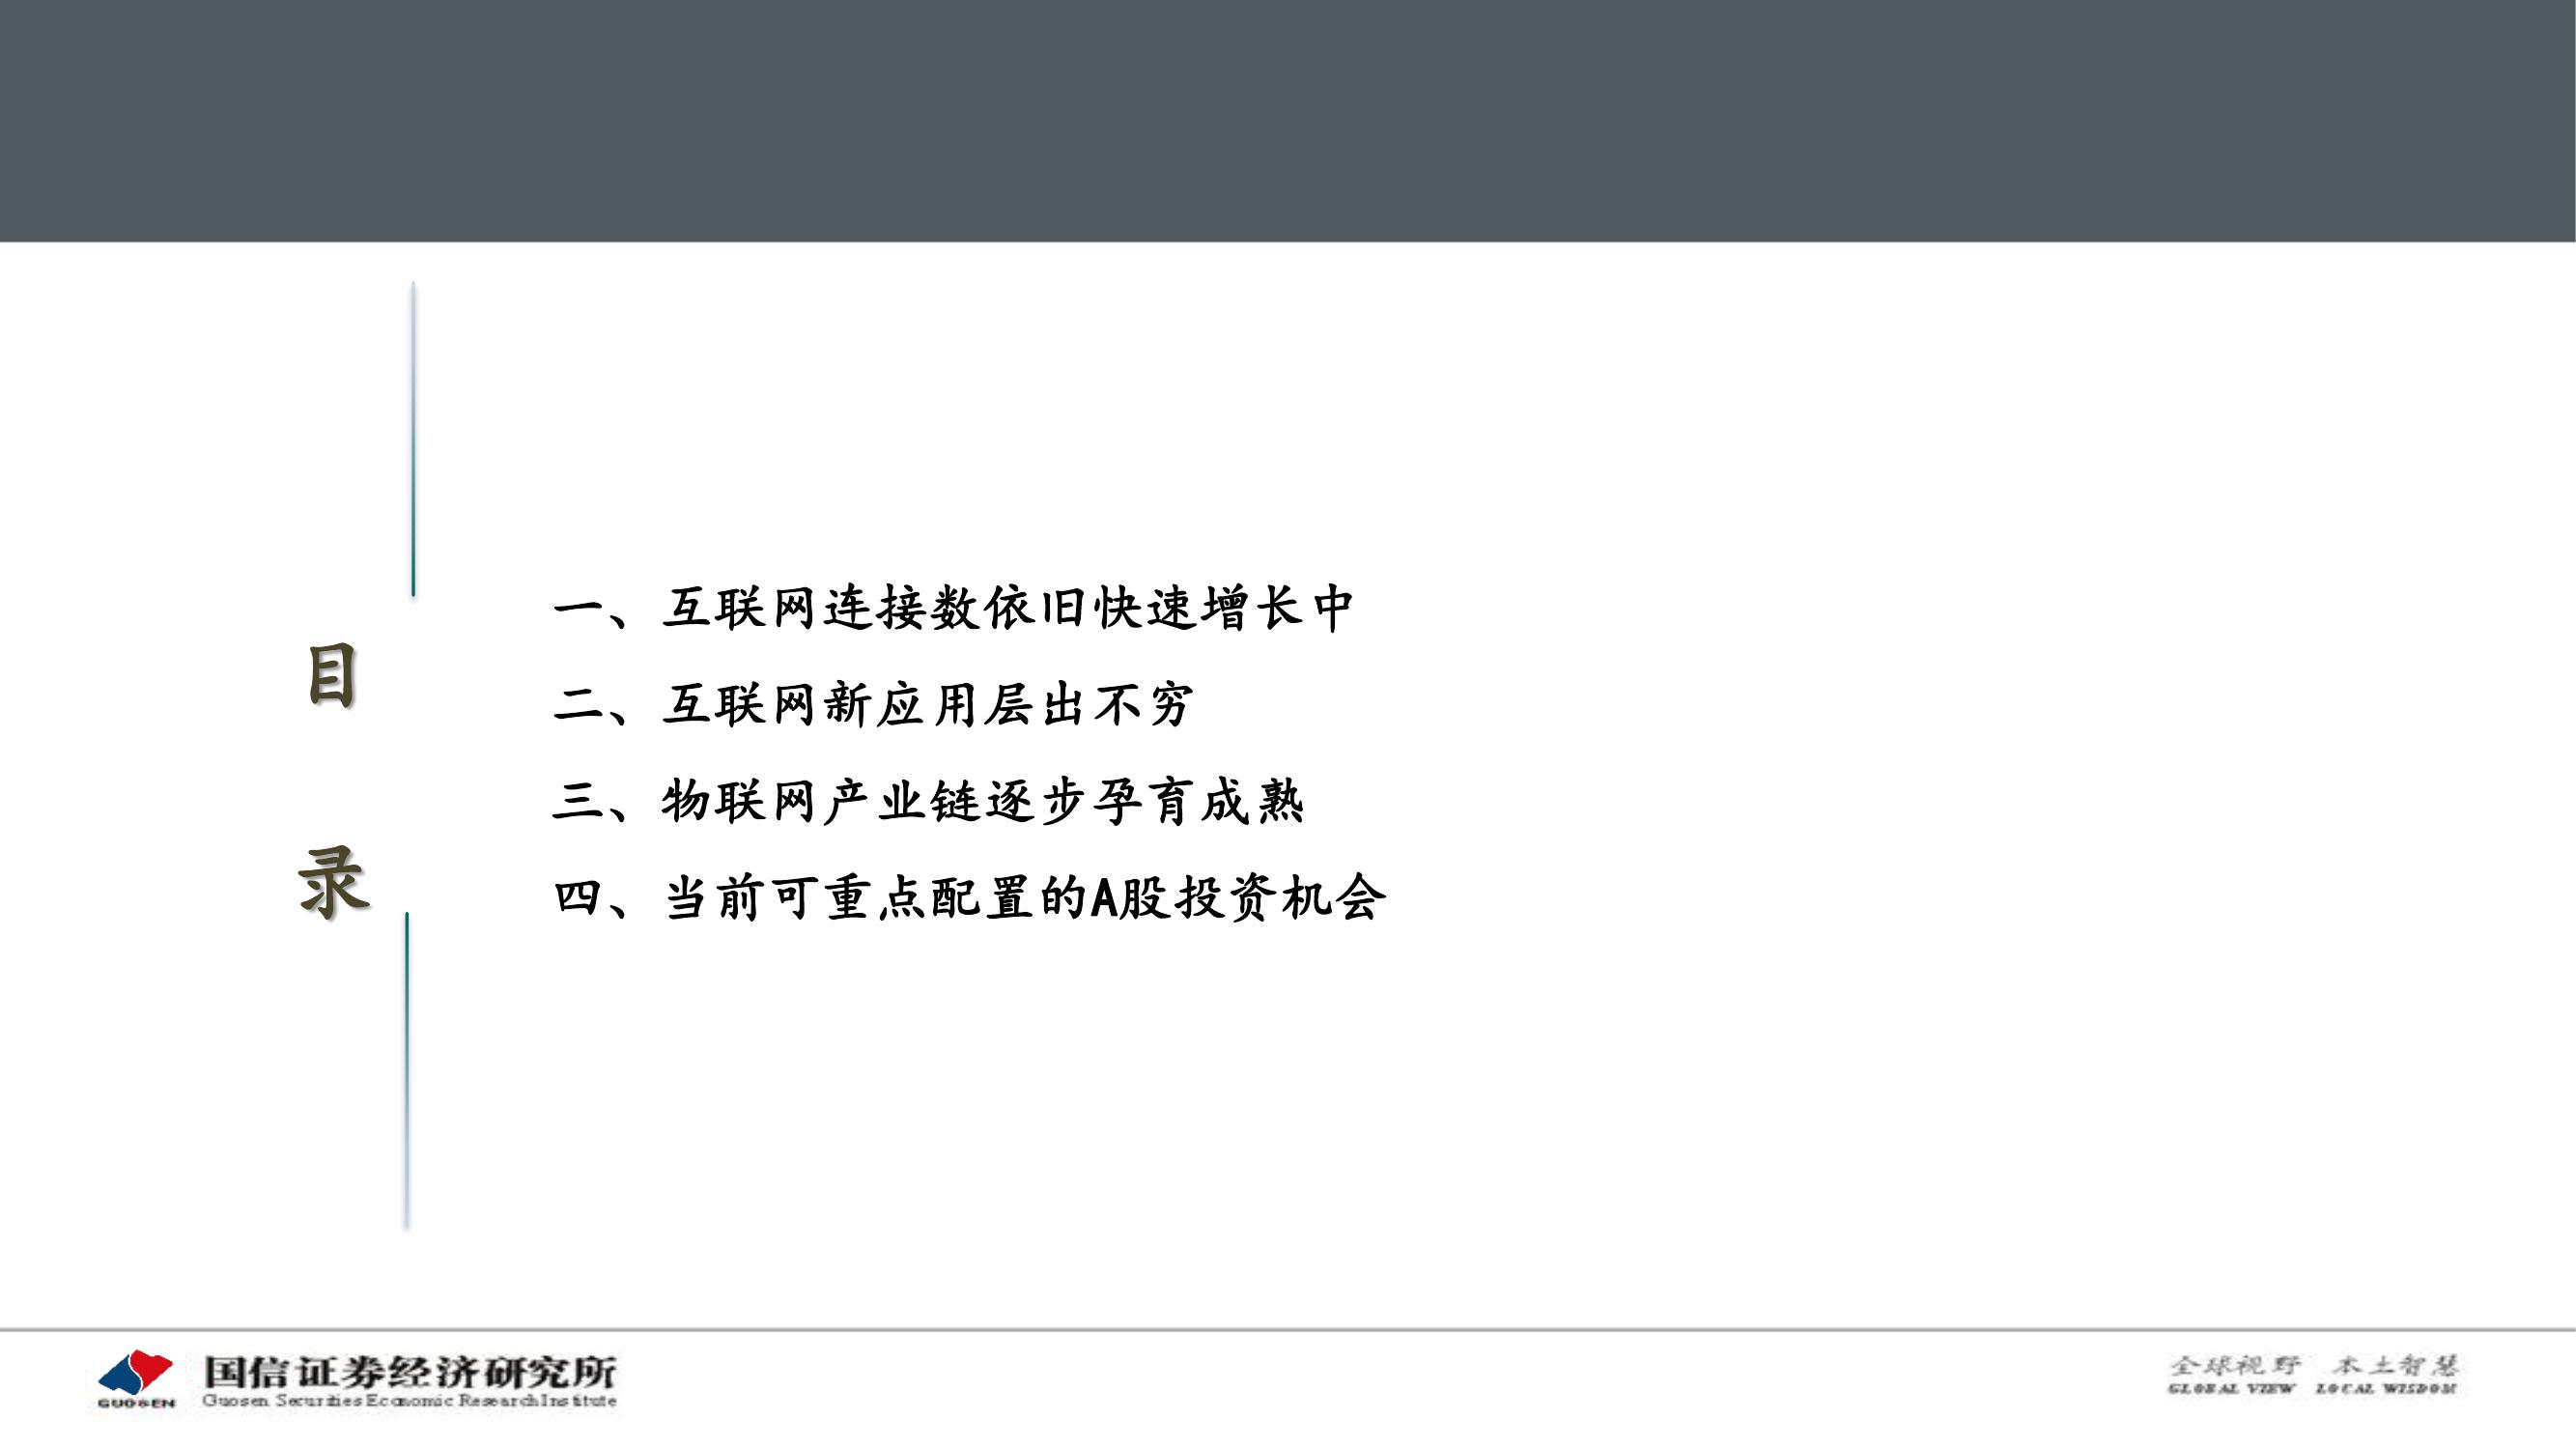 目
录
一、互联网连接数依旧快速增长中
二、互联网新应用层出不穷
三、物联网产业链逐步孕育成熟
四、当前可重点配置的A股投资机会
GUOSEN
国信证券经济研究所
Guosen Securities Economic Research Institute
全球视野 本土智慧
GLOBAL VIEW LOCAL WISDOM